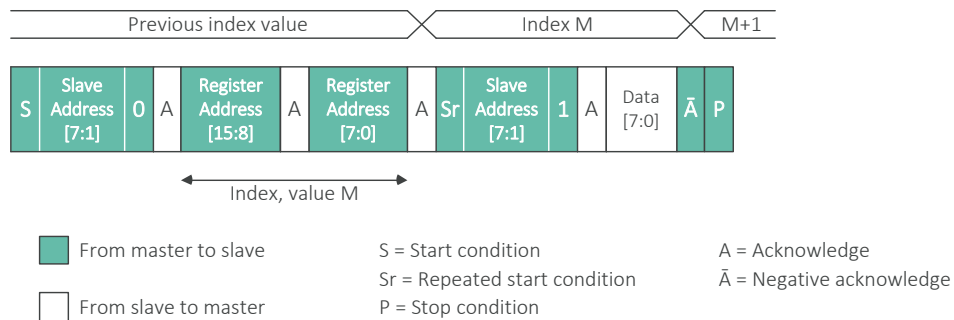 Previous index value
Index M
M+1
S
Slave
Address
[7:1]
0
A
Register
Address
[15:8]
A
Register
Address
[7:0]
A
Sr
Slave
Address
[7:1]
1
A
Data
[7:0]
Ā
P
Index, value M
From master to slave
S = Start condition
A = Acknowledge
Sr = Repeated start condition
Ā = Negative acknowledge
From slave to master
P = Stop condition